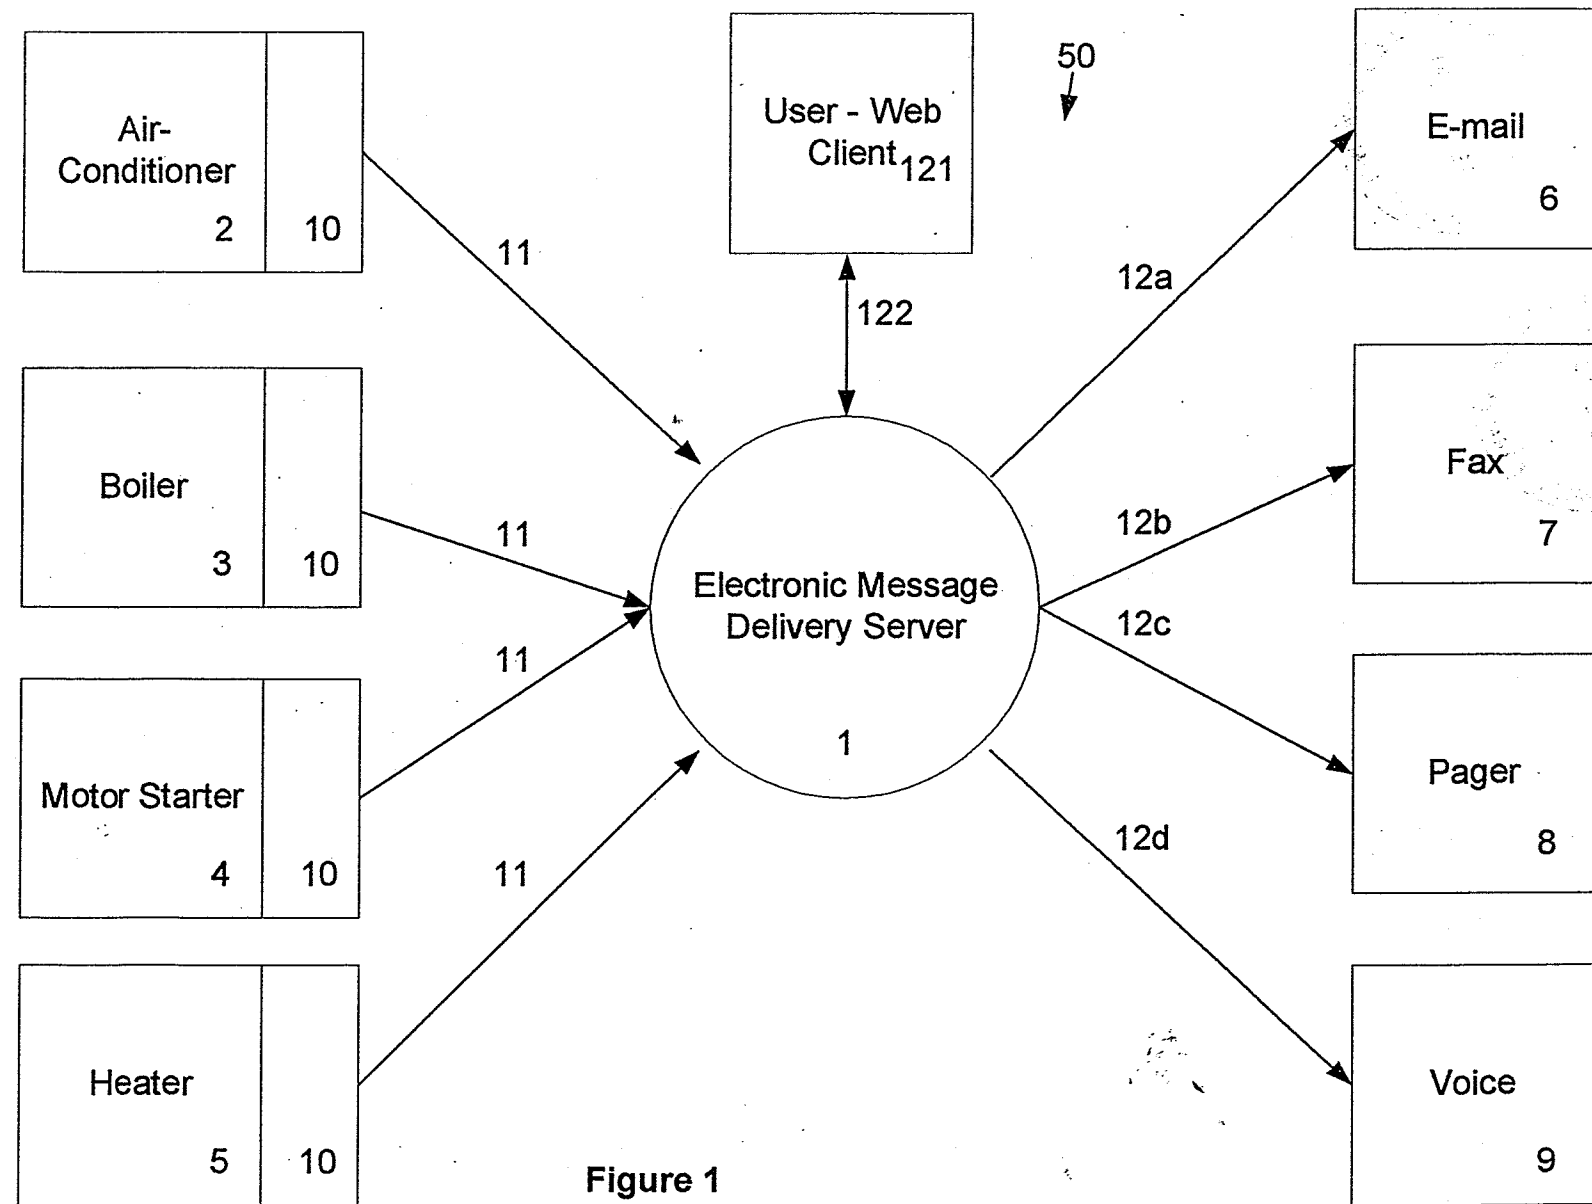 Air-
Conditioner
2
10
11
User - Web
Client
121
122
50
E-mail
6
12a
Boiler
3
10
11
Fax
7
12b
Electronic Message
Delivery Server
1
Motor Starter
4
10
11
12c
Pager
8
Heater
5
10
11
12d
Voice
9
Figure 1